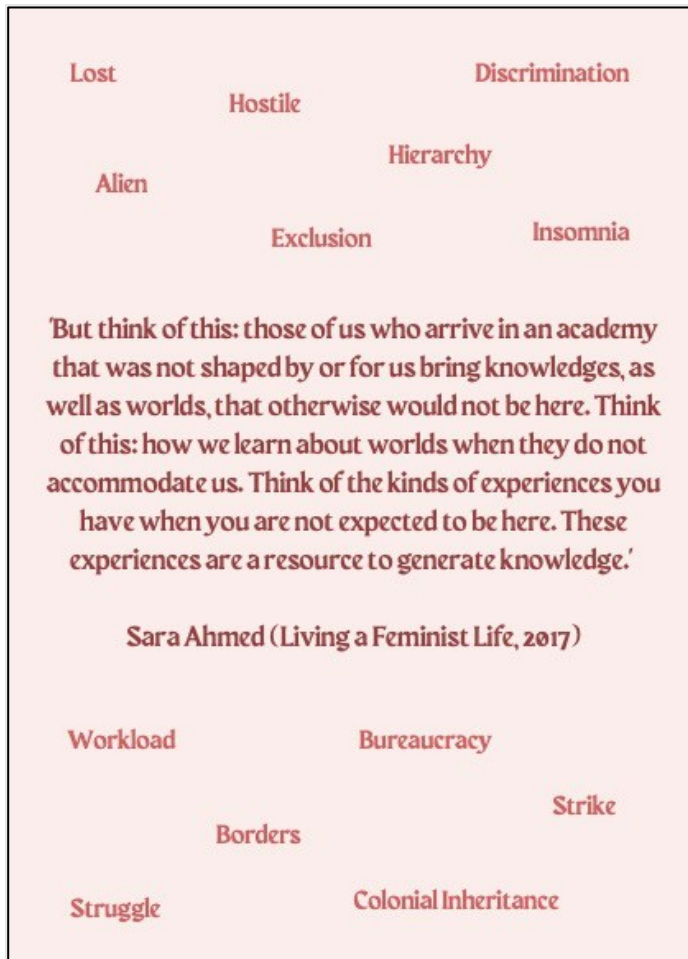 Lost
Discrimination
Hostile
Hierarchy
Alien
Exclusion
Insomnia
'But think of this: those of us who arrive in an academy
that was not shaped by or for us bring knowledges, as
well as worlds, that otherwise would not be here. Think
of this: how we learn about worlds when they do not
accommodate us. Think of the kinds of experiences you
have when you are not expected to be here. These
experiences are a resource to generate knowledge.'
Sara Ahmed (Living a Feminist Life, 2017)
Workload
Bureaucracy
Strike
Borders
Struggle
Colonial Inheritance